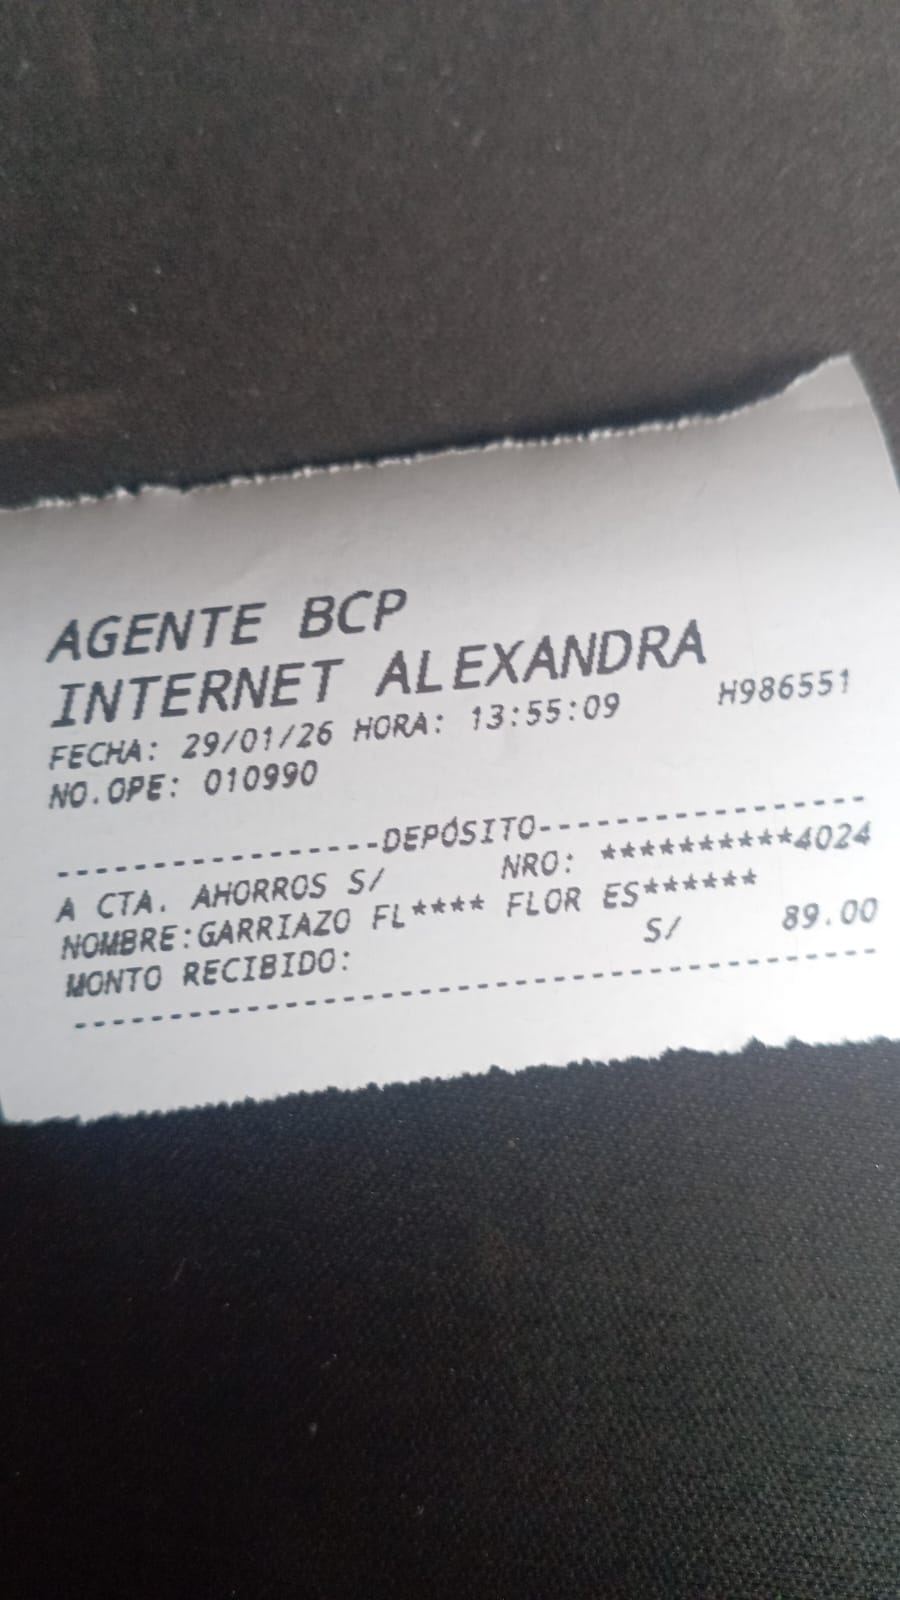 AGENTE BCP
INTERNET ALEXANDRA
FECHA: 29/01/26 HORA: 13:55:09 H986551
NO.OPE: 010990
-----------------DEPÓSITO-----------------
A CTA. AHORROS S/ NRO: **********4024
NOMBRE:GARRIAZO FL**** FLOR ES******
MONTO RECIBIDO: S/ 89.00
------------------------------------------